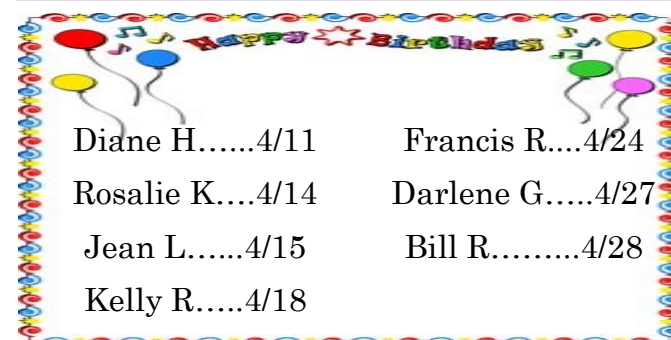 Happy Birthday
Diane H......4/11
Rosalie K....4/14
Jean L......4/15
Kelly R.....4/18
Francis R....4/24
Darlene G.....4/27
Bill R.........4/28